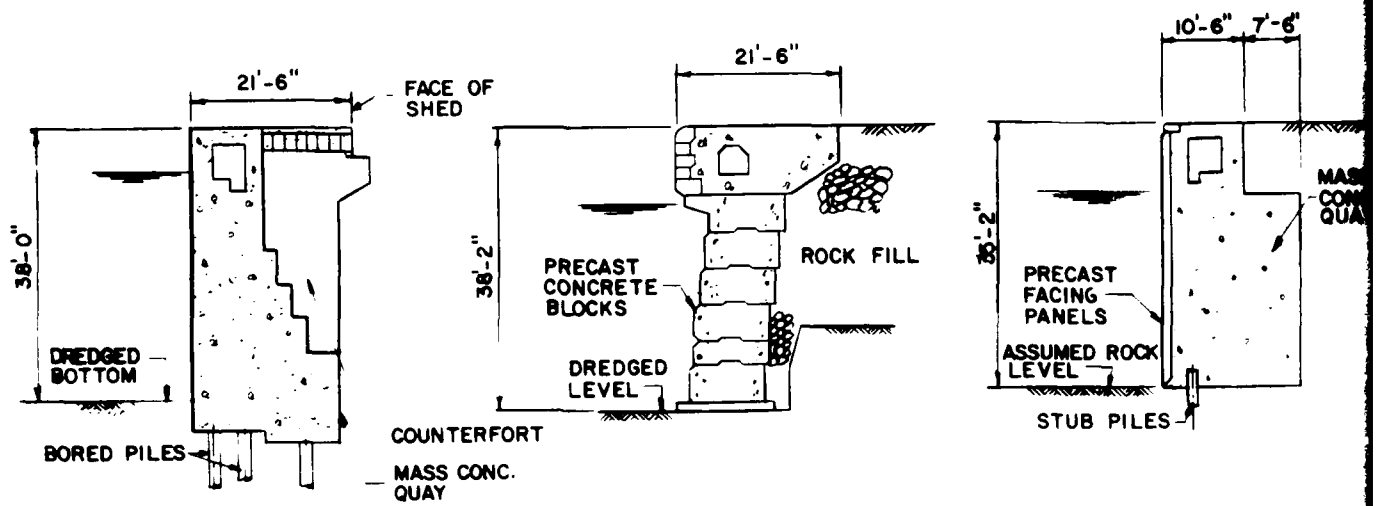 21'-6"
FACE OF
SHED
38'-0"
DREDGED
BOTTOM
BORED PILES
COUNTERFORT
MASS CONC.
QUAY
21'-6"
38'-2"
PRECAST
CONCRETE
BLOCKS
ROCK FILL
DREDGED
LEVEL
10'-6"
7'-6"
PRECAST
FACING
PANELS
ASSUMED ROCK
LEVEL
STUB PILES